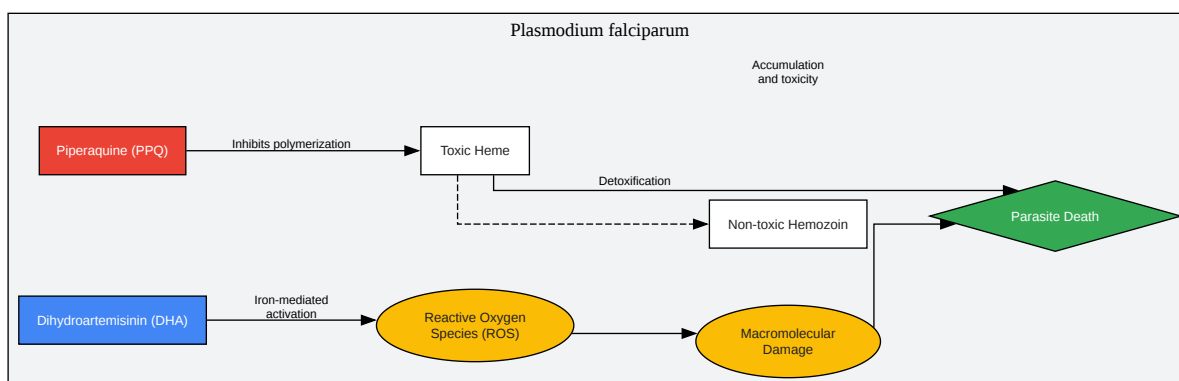 Plasmodium falciparum
Accumulation
and toxicity
Piperaquine (PPQ)
Inhibits polymerization
Toxic Heme
Detoxification
Non-toxic Hemozoin
Parasite Death
Dihydroartemisinin (DHA)
Iron-mediated
activation
Reactive Oxygen
Species (ROS)
Macromolecular
Damage